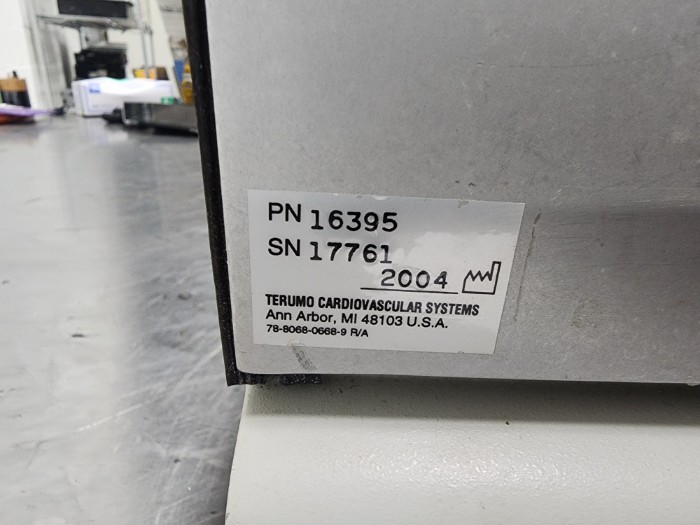 PN 16395
SN 17761
2004
TERUMO CARDIOVASCULAR SYSTEMS
Ann Arbor, MI 48103 U.S.A.
78-8068-0668-9 R/A